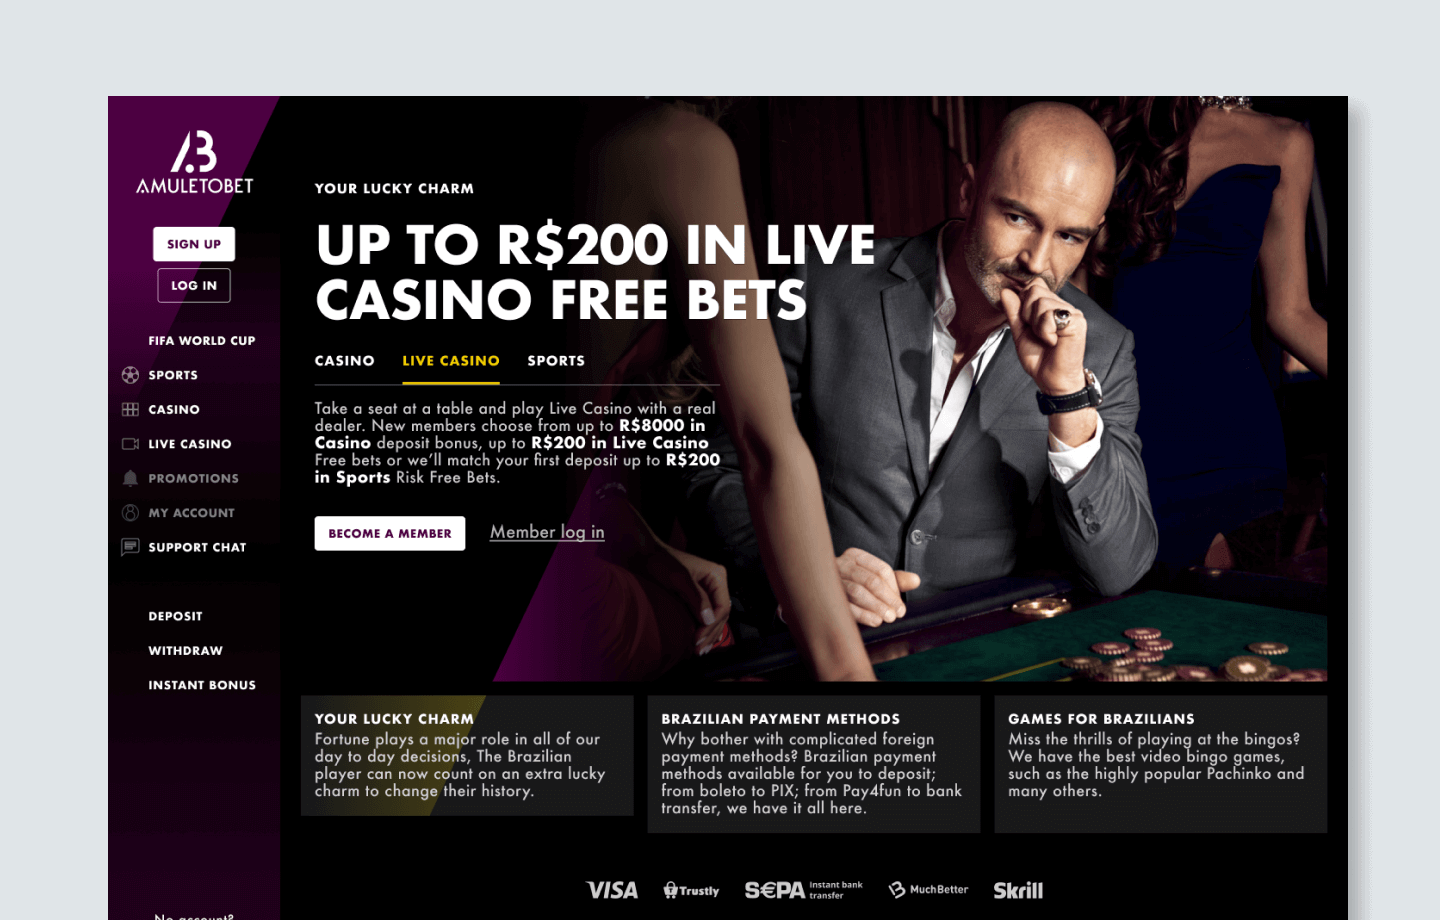 AMULETOBET
SIGN UP
LOG IN
FIFA WORLD CUP
SPORTS
CASINO
LIVE CASINO
PROMOTIONS
MY ACCOUNT
SUPPORT CHAT
DEPOSIT
WITHDRAW
INSTANT BONUS
No account?
YOUR LUCKY CHARM
UP TO R$200 IN LIVE
CASINO FREE BETS
CASINO LIVE CASINO SPORTS
Take a seat at a table and play Live Casino with a real
dealer. New members choose from up to R$8000 in
Casino deposit bonus, up to R$200 in Live Casino
Free bets or we’ll match your first deposit up to R$200
in Sports Risk Free Bets.
BECOME A MEMBER Member log in
YOUR LUCKY CHARM
Fortune plays a major role in all of our
day to day decisions, The Brazilian
player can now count on an extra lucky
charm to change their history.
BRAZILIAN PAYMENT METHODS
Why bother with complicated foreign
payment methods? Brazilian payment
methods available for you to deposit;
from boleto to PIX; from Pay4fun to bank
transfer, we have it all here.
GAMES FOR BRAZILIANS
Miss the thrills of playing at the bingos?
We have the best video bingo games,
such as the highly popular Pachinko and
many others.
VISA Trustly S€PA Instant bank
transfer MuchBetter Skrill